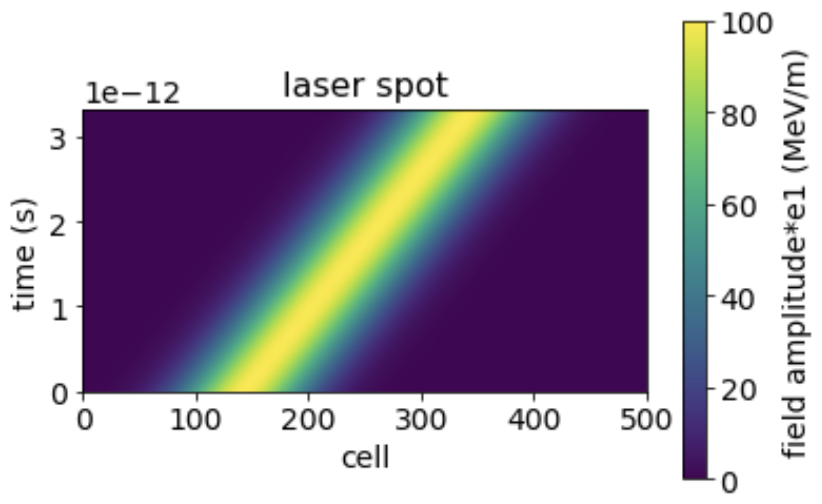 laser spot
1e−12
3
2
1
0
time (s)
0 100 200 300 400 500
cell
100
80
60
40
20
0
field amplitude*e1 (MeV/m)